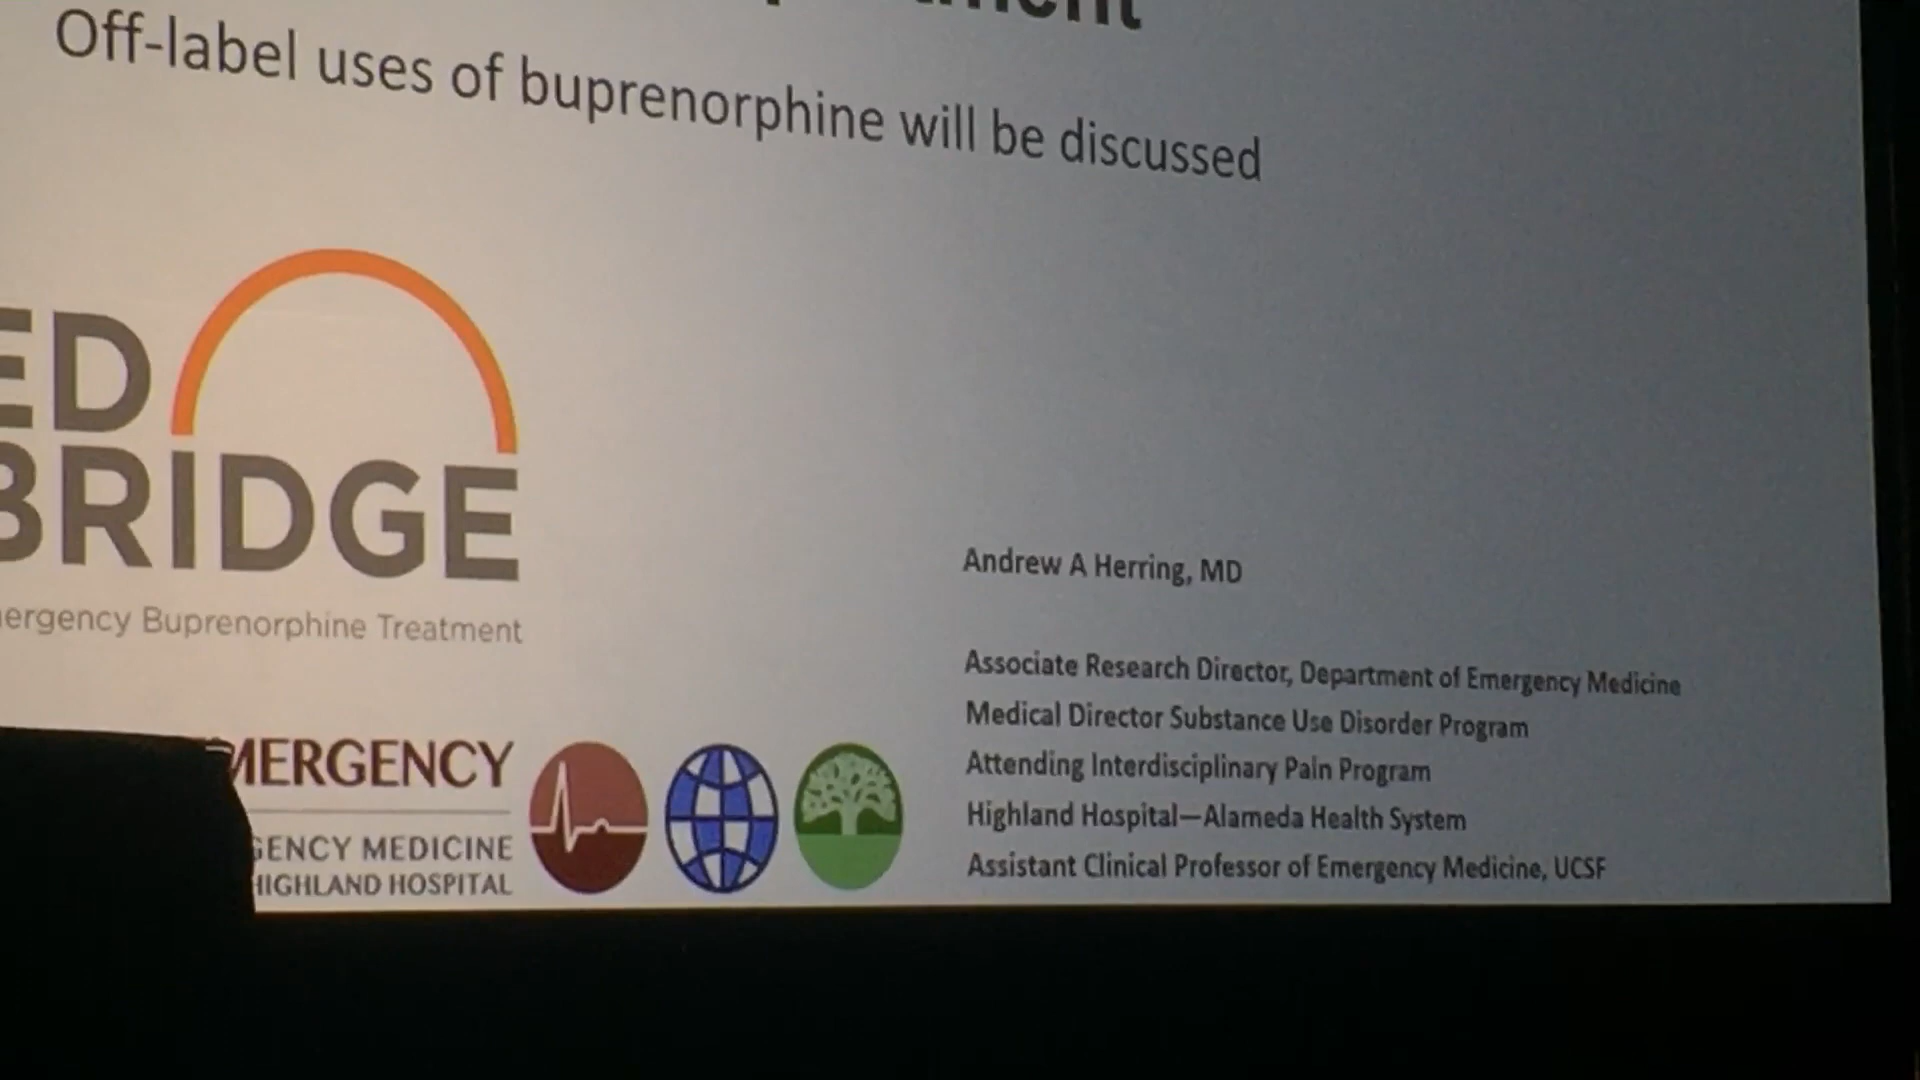 Off-label uses of buprenorphine will be discussed
ED
BRIDGE
Buprenorphine Treatment
Andrew A Herring, MD
Associate Research Director, Department of Emergency Medicine
Medical Director Substance Use Disorder Program
Attending Interdisciplinary Pain Program
Highland Hospital—Alameda Health System
Assistant Clinical Professor of Emergency Medicine, UCSF
EMERGENCY
MEDICINE
HIGHLAND HOSPITAL